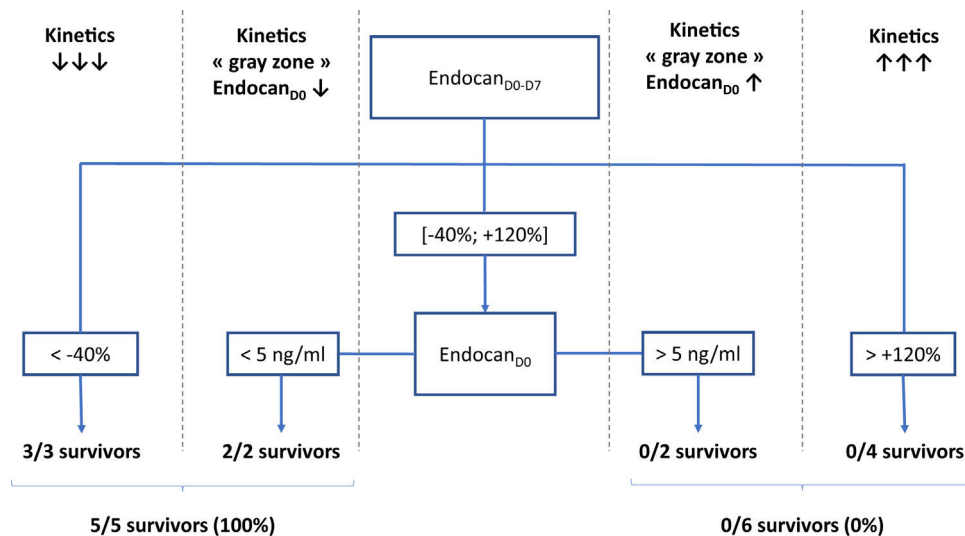 Kinetics
↓↓↓
Kinetics
« gray zone »
Endocan_D0 ↓
Endocan_D0-D7
Kinetics
« gray zone »
Endocan_D0 ↑
Kinetics
↑↑↑
[-40%; +120%]
< -40%
< 5 ng/ml
Endocan_D0
> 5 ng/ml
> +120%
3/3 survivors
2/2 survivors
0/2 survivors
0/4 survivors
5/5 survivors (100%)
0/6 survivors (0%)